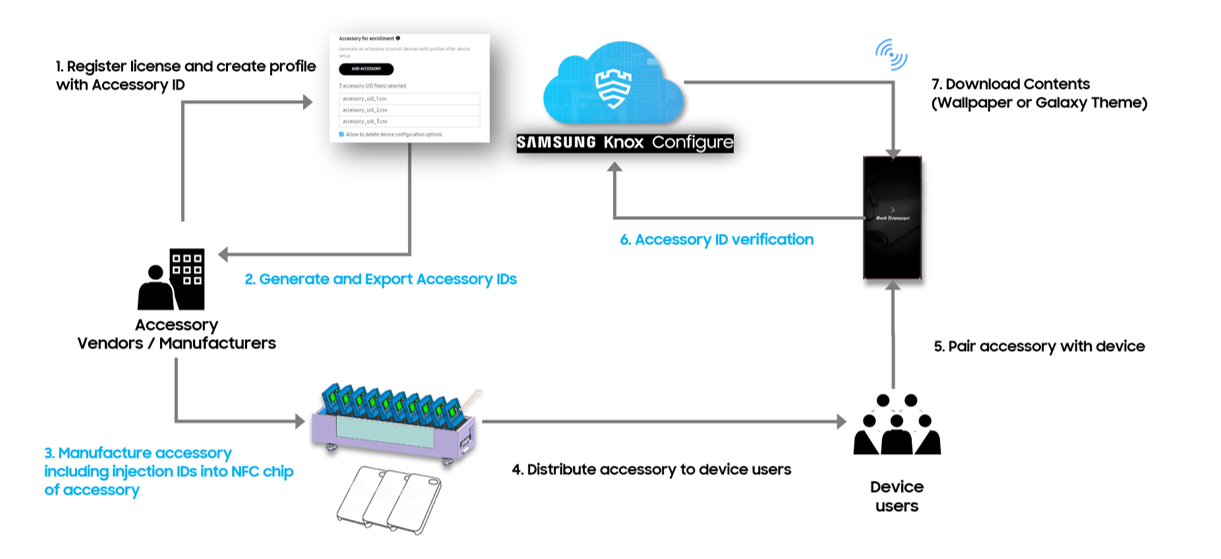 1. Register license and create profile
with Accessory ID
Accessory for enrollment
Generate an accessory to enroll devices with profiles after device
setup.
ADD ACCESSORY
3 accessory UID file(s) selected
accessory_uid_1.csv
accessory_uid_2.csv
accessory_uid_3.csv
Allow to delete device configuration options
SAMSUNG Knox Configure
7. Download Contents
(Wallpaper or Galaxy Theme)
6. Accessory ID verification
2. Generate and Export Accessory IDs
Accessory
Vendors / Manufacturers
5. Pair accessory with device
3. Manufacture accessory
including injection IDs into NFC chip
of accessory
4. Distribute accessory to device users
Device
users